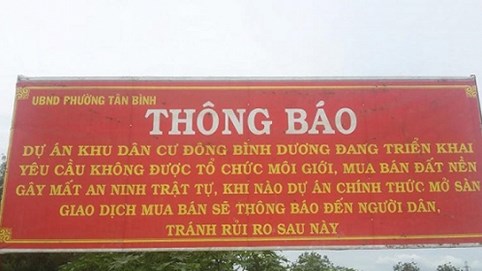 UBND PHƯỜNG TÂN BÌNH
THÔNG BÁO
DỰ ÁN KHU DÂN CƯ ĐÔNG BÌNH DƯƠNG ĐANG TRIỂN KHAI
YÊU CẦU KHÔNG ĐƯỢC TỔ CHỨC MÔI GIỚI, MUA BÁN ĐẤT NỀN
GÂY MẤT AN NINH TRẬT TỰ, KHI NÀO DỰ ÁN CHÍNH THỨC MỞ SÀN
GIAO DỊCH MUA BÁN SẼ THÔNG BÁO ĐẾN NGƯỜI DÂN,
TRÁNH RỦI RO SAU NÀY